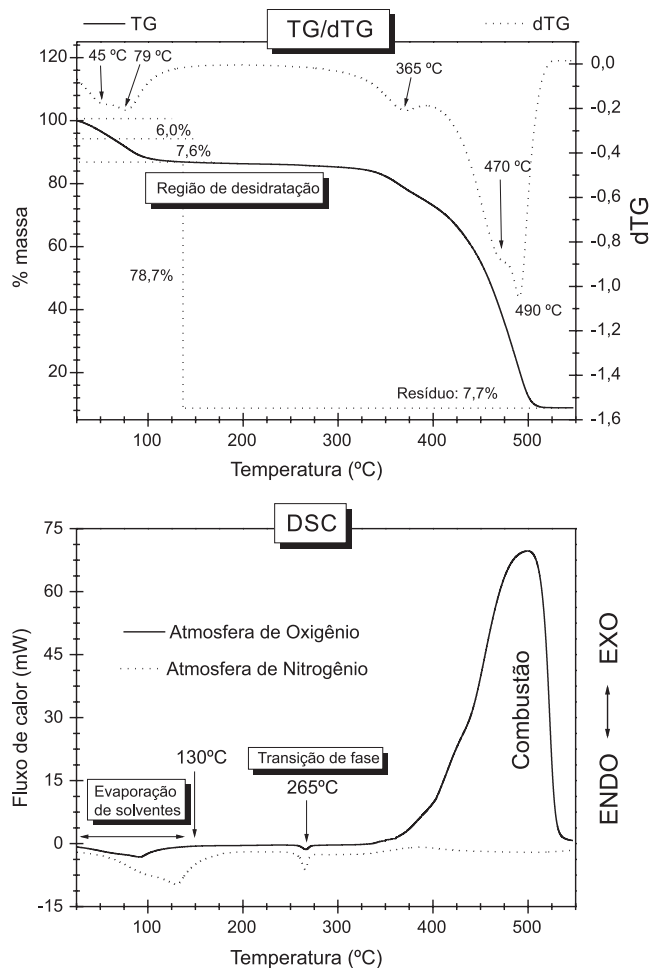 TG
TG/dTG
dTG
120
100
80
60
40
20
% massa
45 ºC
79 ºC
365 ºC
0,0
-0,2
-0,4
-0,6
-0,8
-1,0
-1,2
-1,4
-1,6
dTG
6,0%
7,6%
Região de desidratação
470 ºC
78,7%
490 ºC
Resíduo: 7,7%
100
200
300
400
500
Temperatura (ºC)
DSC
75
60
45
30
15
0
-15
Fluxo de calor (mW)
Atmosfera de Oxigênio
Atmosfera de Nitrogênio
Combustão
ENDO
EXO
130ºC
Transição de fase
265ºC
Evaporação
de solventes
100
200
300
400
500
Temperatura (ºC)